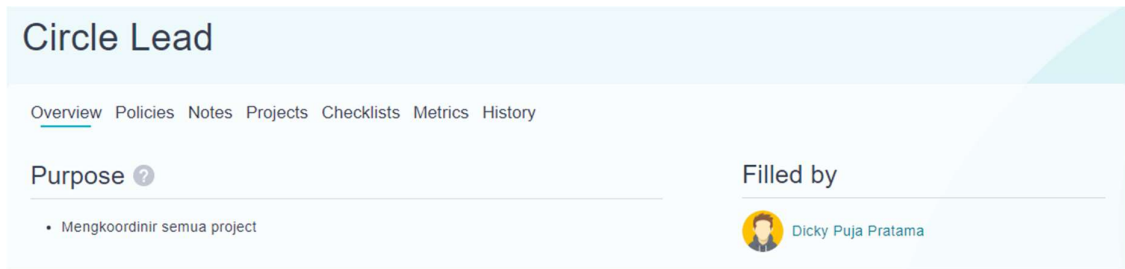 Circle Lead
Overview Policies Notes Projects Checklists Metrics History
Purpose ?
Filled by
• Mengkoordinir semua project
Dicky Puja Pratama